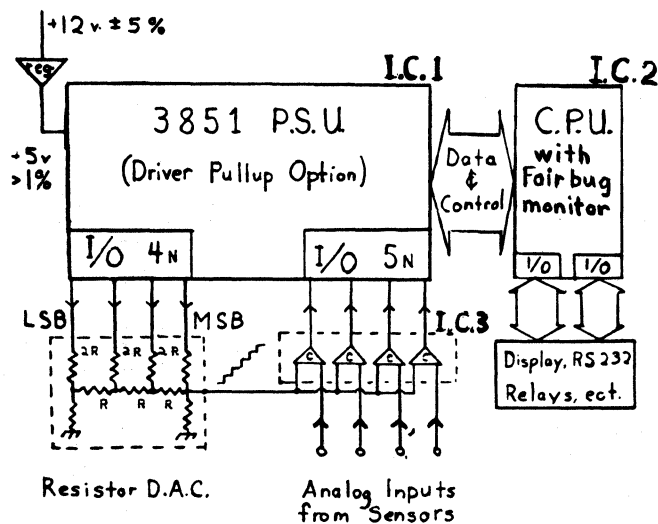 +12 v. ± 5%
reg
I.C.1
I.C.2
3851 P.S.U.
(Driver Pullup Option)
+5v
>1%
C.P.U.
with
Fairbug
monitor
Data
&
Control
I/O 4N
I/O 5N
I/O
I/O
LSB
MSB
I.C.3
2R
2R
2R
R
R
R
C
C
C
C
Display, RS 232
Relays, ect.
Resistor D.A.C.
Analog Inputs
from Sensors